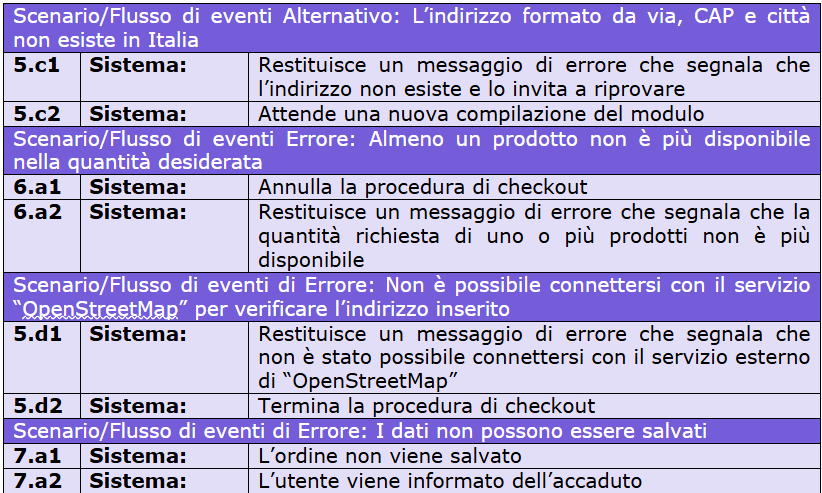 Scenario/Flusso di eventi Alternativo: L’indirizzo formato da via, CAP e città
non esiste in Italia
5.c1 Sistema: Restituisce un messaggio di errore che segnala che
l’indirizzo non esiste e lo invita a riprovare
5.c2 Sistema: Attende una nuova compilazione del modulo
Scenario/Flusso di eventi Errore: Almeno un prodotto non è più disponibile
nella quantità desiderata
6.a1 Sistema: Annulla la procedura di checkout
6.a2 Sistema: Restituisce un messaggio di errore che segnala che la
quantità richiesta di uno o più prodotti non è più
disponibile
Scenario/Flusso di eventi di Errore: Non è possibile connettersi con il servizio
“OpenStreetMap” per verificare l’indirizzo inserito
5.d1 Sistema: Restituisce un messaggio di errore che segnala che
non è stato possibile connettersi con il servizio esterno
di “OpenStreetMap”
5.d2 Sistema: Termina la procedura di checkout
Scenario/Flusso di eventi di Errore: I dati non possono essere salvati
7.a1 Sistema: L’ordine non viene salvato
7.a2 Sistema: L’utente viene informato dell’accaduto